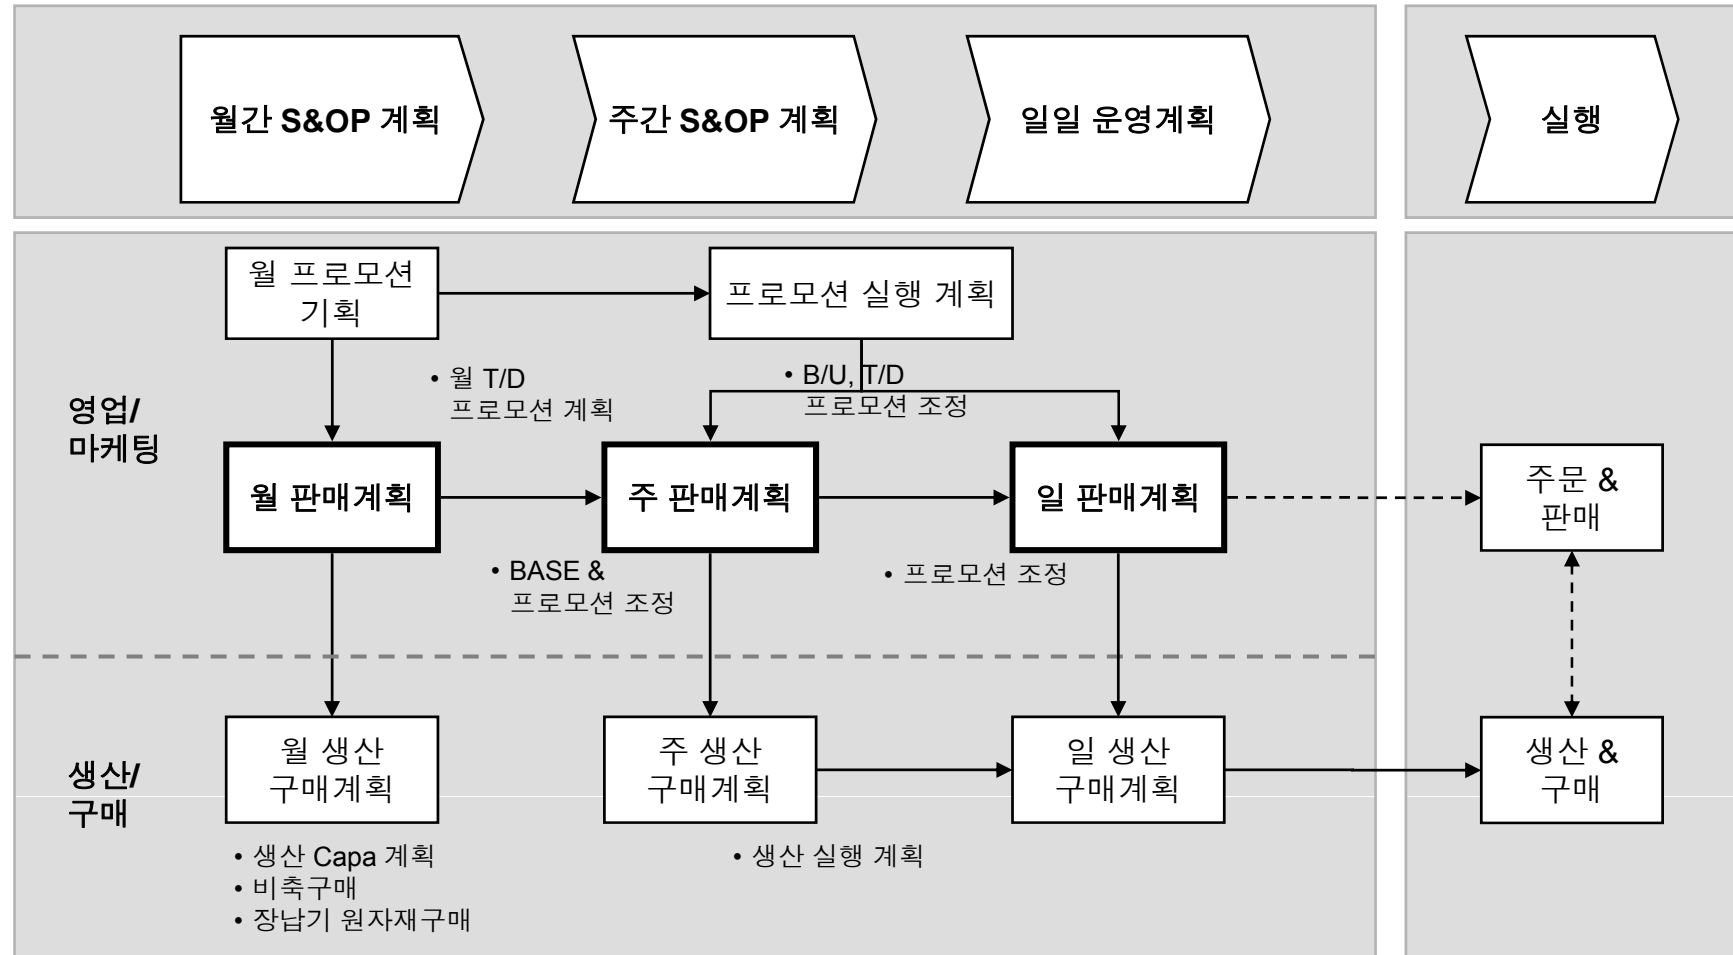 월간 S&OP 계획
주간 S&OP 계획
일일 운영계획
실행
월 프로모션
기획
프로모션 실행 계획
• 월 T/D
프로모션 계획
• B/U, T/D
프로모션 조정
영업/
마케팅
월 판매계획
주 판매계획
일 판매계획
주문 &
판매
• BASE &
프로모션 조정
• 프로모션 조정
생산/
구매
월 생산
구매계획
주 생산
구매계획
일 생산
구매계획
생산 &
구매
• 생산 Capa 계획
• 비축구매
• 장납기 원자재구매
• 생산 실행 계획